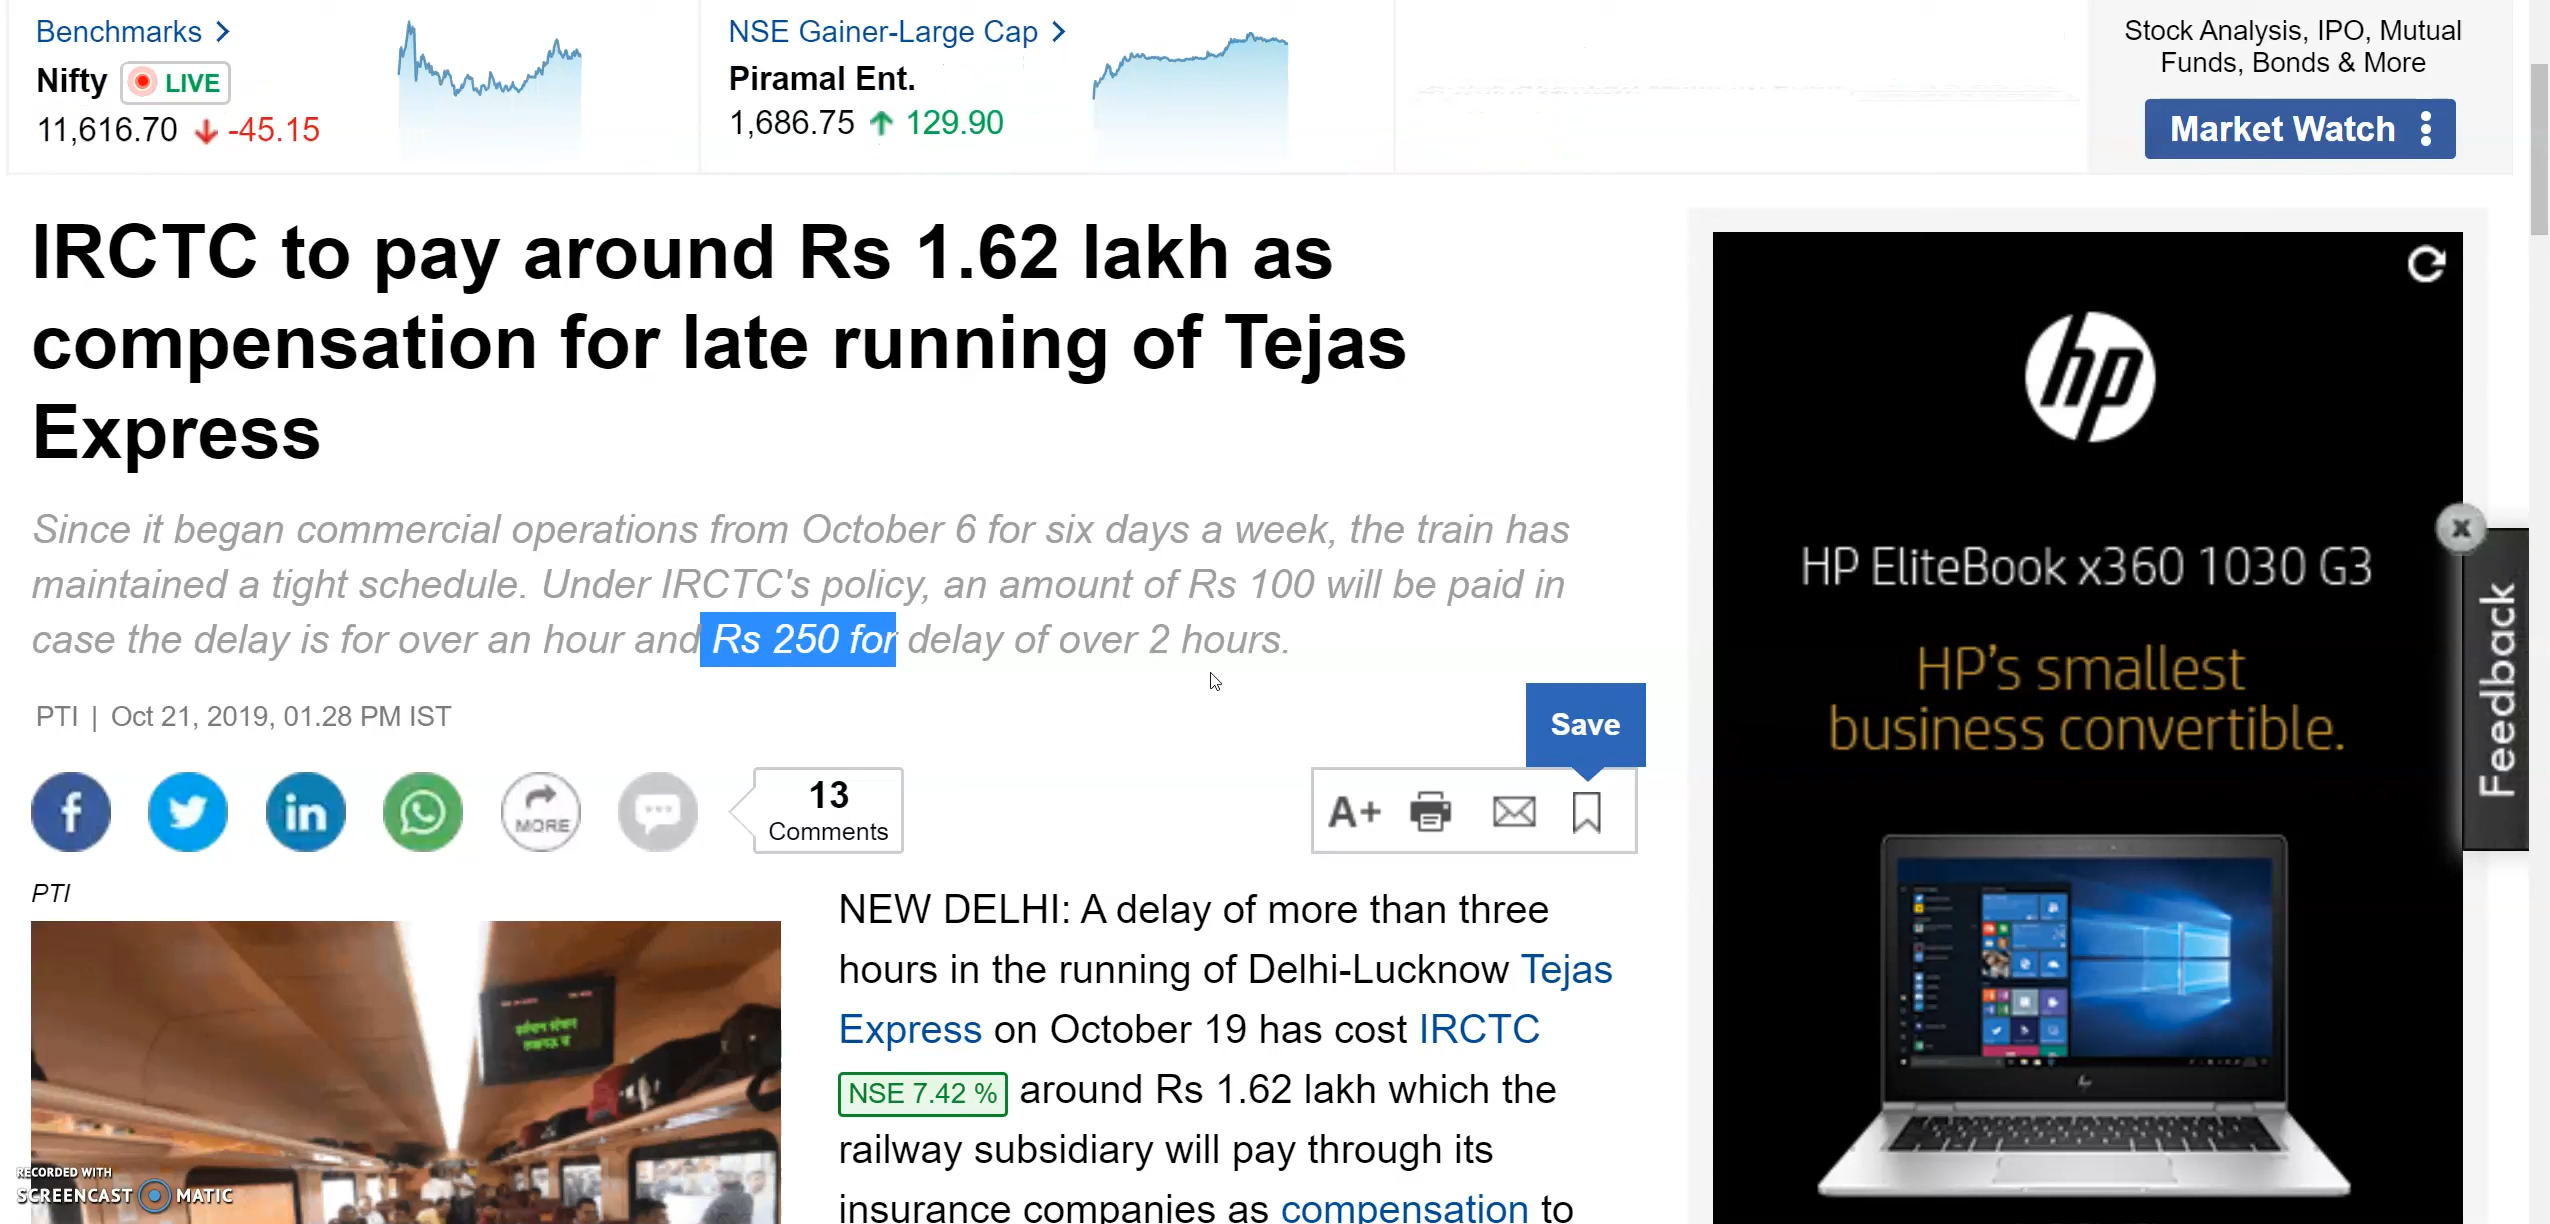 Benchmarks
Nifty LIVE
11,616.70 -45.15
NSE Gainer-Large Cap
Piramal Ent.
1,686.75 129.90
Stock Analysis, IPO, Mutual
Funds, Bonds & More
Market Watch
IRCTC to pay around Rs 1.62 lakh as
compensation for late running of Tejas
Express
Since it began commercial operations from October 6 for six days a week, the train has
maintained a tight schedule. Under IRCTC's policy, an amount of Rs 100 will be paid in
case the delay is for over an hour and Rs 250 for delay of over 2 hours.
PTI | Oct 21, 2019, 01.28 PM IST
Save
MORE
13
Comments
A+
PTI
NEW DELHI: A delay of more than three
hours in the running of Delhi-Lucknow Tejas
Express on October 19 has cost IRCTC
NSE 7.42 % around Rs 1.62 lakh which the
railway subsidiary will pay through its
insurance companies as compensation to
hp
HP EliteBook x360 1030 G3
HP's smallest
business convertible.
Feedback
RECORDED WITH
SCREENCAST MATIC